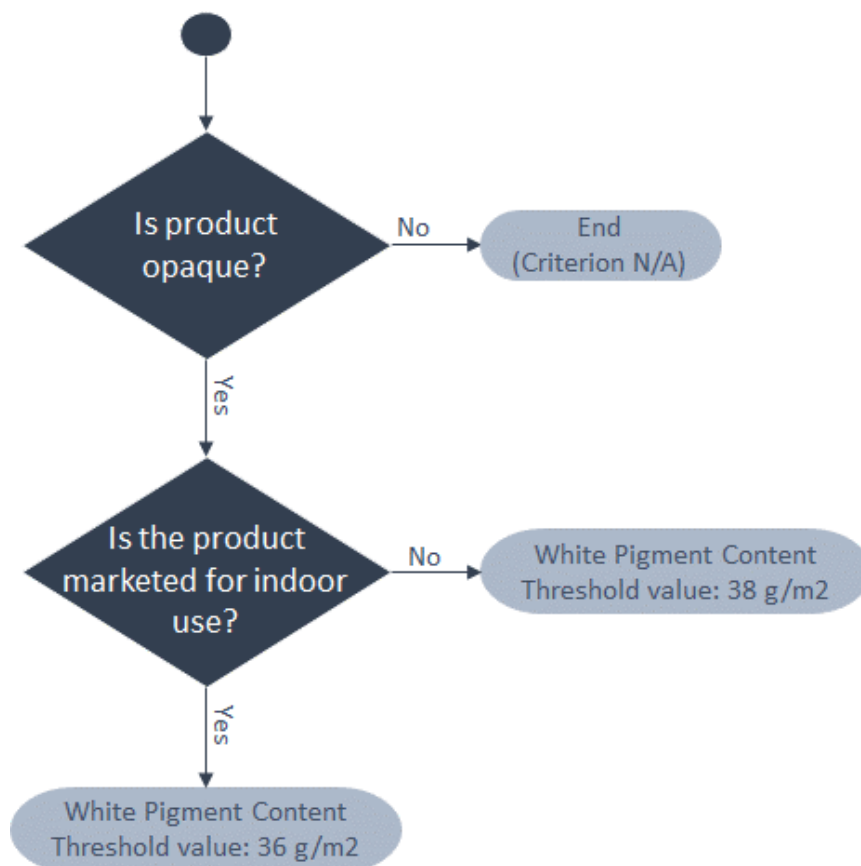 Is product
opaque?
No
End
(Criterion N/A)
Yes
Is the product
marketed for indoor
use?
No
White Pigment Content
Threshold value: 38 g/m2
Yes
White Pigment Content
Threshold value: 36 g/m2